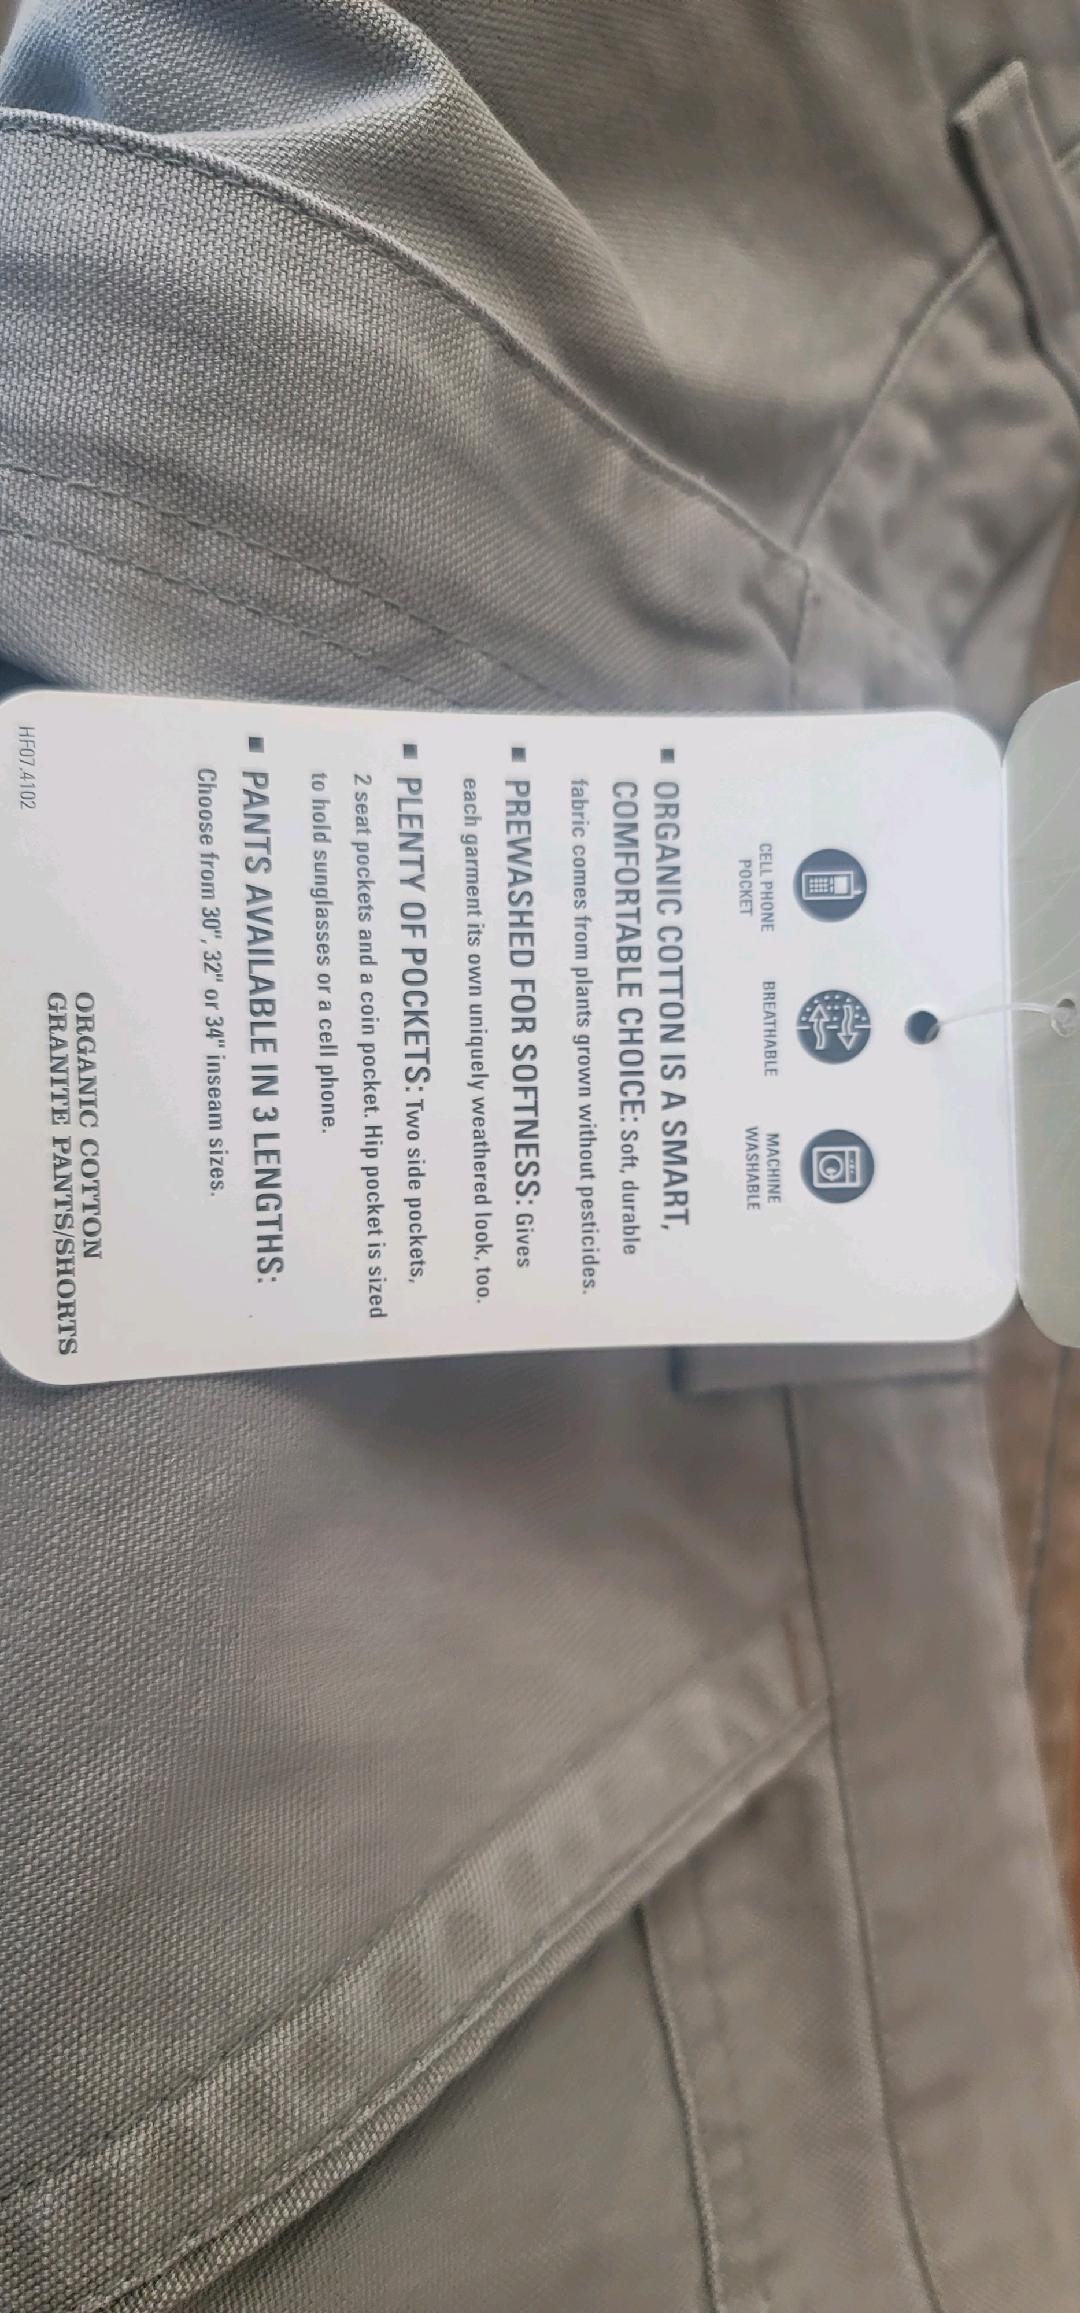 CELL PHONE
POCKET
BREATHABLE
MACHINE
WASHABLE
▪ ORGANIC COTTON IS A SMART,
COMFORTABLE CHOICE: Soft, durable
fabric comes from plants grown without pesticides.
▪ PREWASHED FOR SOFTNESS: Gives
each garment its own uniquely weathered look, too.
▪ PLENTY OF POCKETS: Two side pockets,
2 seat pockets and a coin pocket. Hip pocket is sized
to hold sunglasses or a cell phone.
▪ PANTS AVAILABLE IN 3 LENGTHS:
Choose from 30", 32" or 34" inseam sizes.
ORGANIC COTTON
GRANITE PANTS/SHORTS
HF07.4102